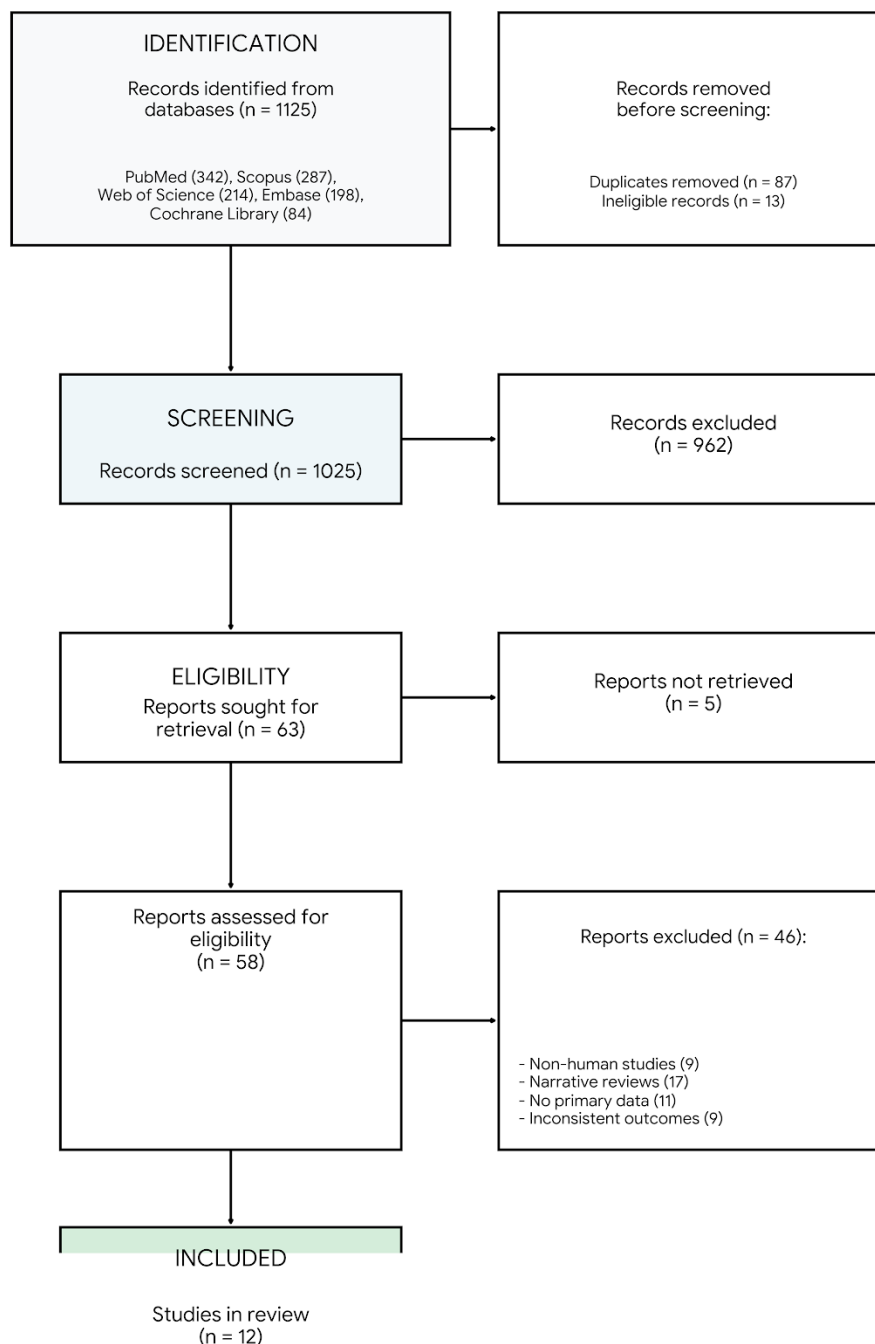 IDENTIFICATION
Records identified from
databases (n = 1125)
PubMed (342), Scopus (287),
Web of Science (214), Embase (198),
Cochrane Library (84)
Records removed
before screening:
Duplicates removed (n = 87)
Ineligible records (n = 13)
SCREENING
Records screened (n = 1025)
Records excluded
(n = 962)
ELIGIBILITY
Reports sought for
retrieval (n = 63)
Reports not retrieved
(n = 5)
Reports assessed for
eligibility
(n = 58)
Reports excluded (n = 46):
- Non-human studies (9)
- Narrative reviews (17)
- No primary data (11)
- Inconsistent outcomes (9)
INCLUDED
Studies in review
(n = 12)